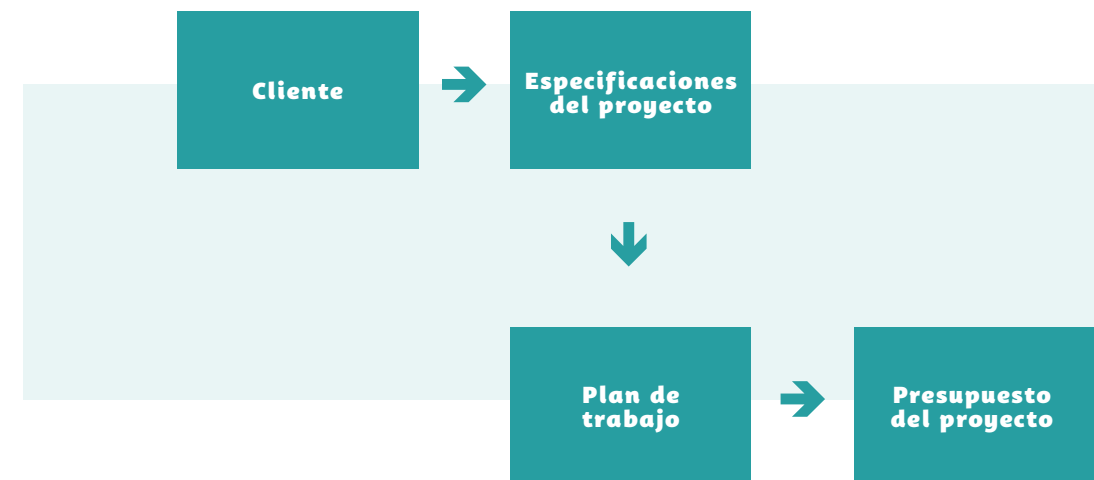 Cliente
Especificaciones
del proyecto
Plan de
trabajo
Presupuesto
del proyecto